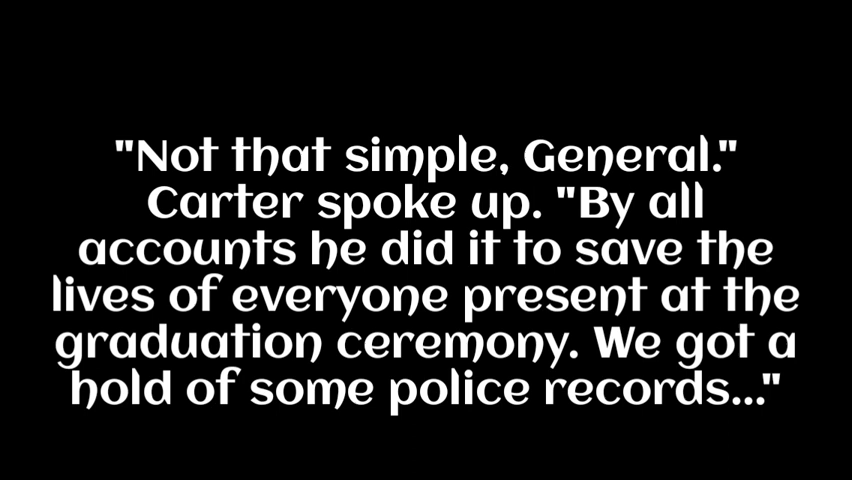 "Not that simple, General."
Carter spoke up. "By all
accounts he did it to save the
lives of everyone present at the
graduation ceremony. We got a
hold of some police records..."